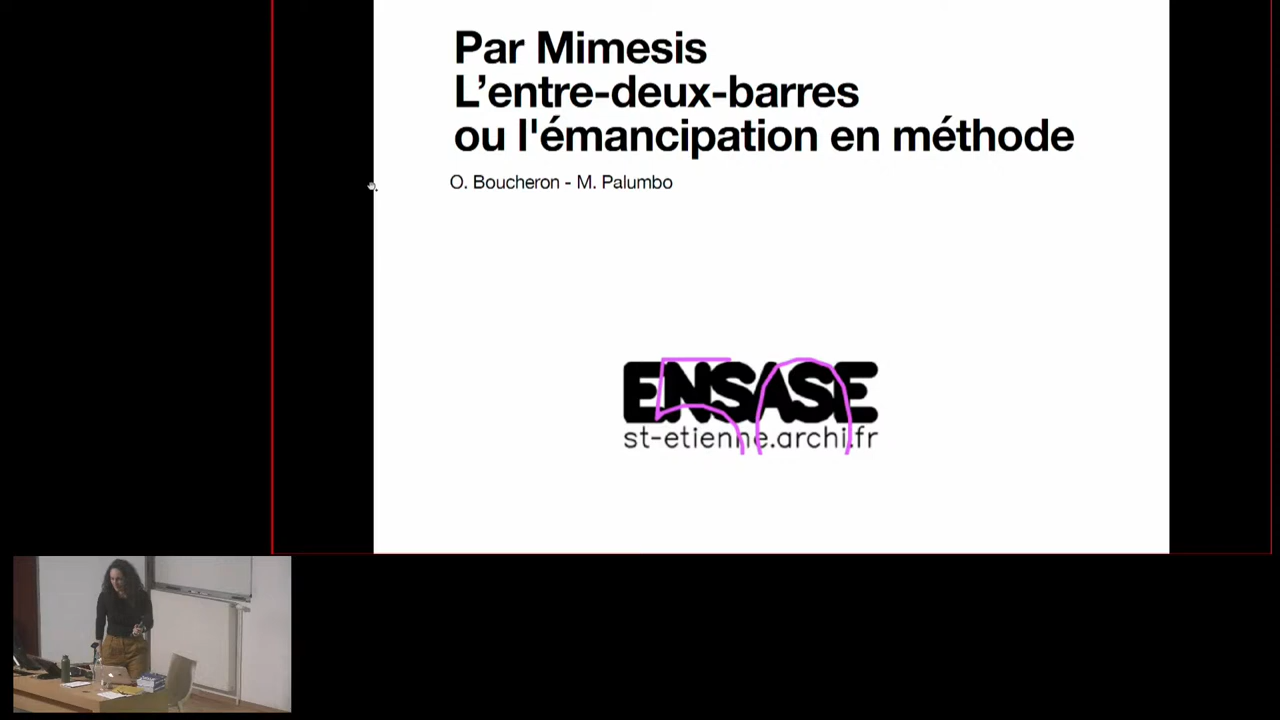 Par Mimesis
L’entre-deux-barres
ou l'émancipation en méthode
O. Boucheron - M. Palumbo
ENSASE
st-etienne.archi.fr